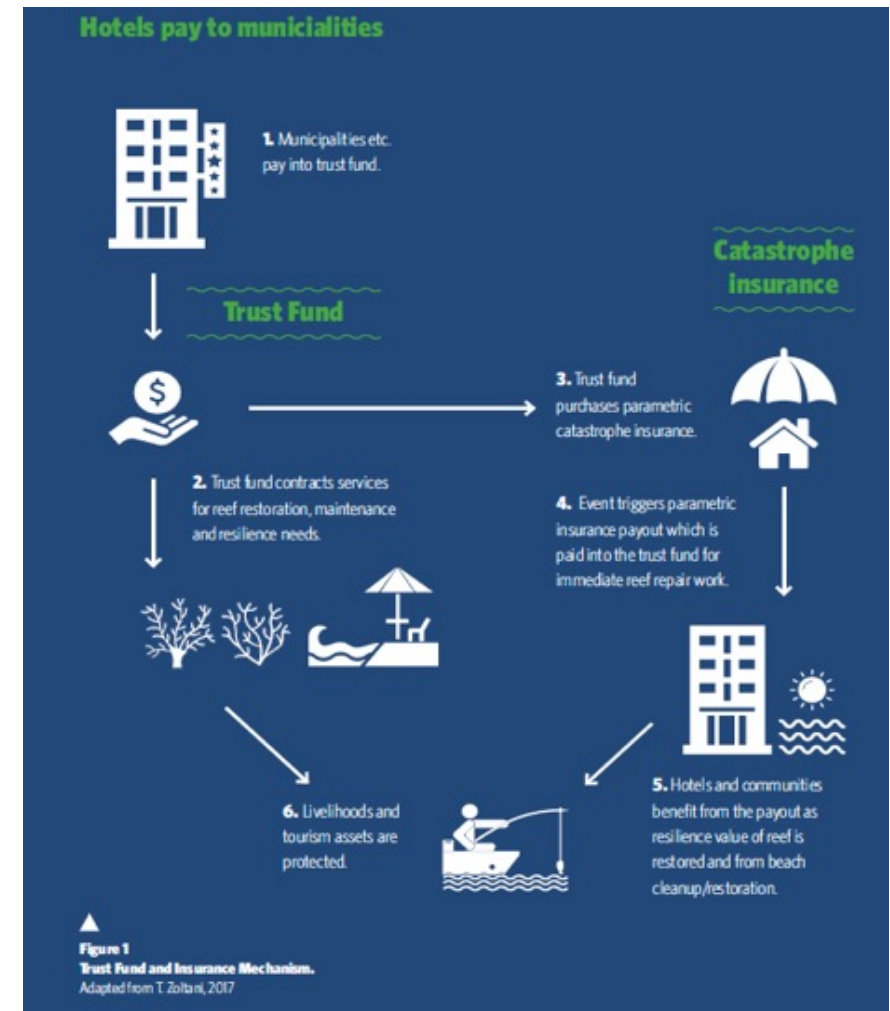 Hotels pay to municialities
1. Municipalities etc.
pay into trust fund.
Trust Fund
Catastrophe
insurance
$
3. Trust fund
purchases parametric
catastrophe insurance.
2. Trust fund contracts services
for reef restoration, maintenance
and resilience needs.
4. Event triggers parametric
insurance payout which is
paid into the trust fund for
immediate reef repair work.
5. Hotels and communities
benefit from the payout as
resilience value of reef is
restored and from beach
cleanup/restoration.
6. Livelihoods and
tourism assets are
protected.
Figure 1
Trust Fund and Insurance Mechanism.
Adapted from T. Zoltani, 2017